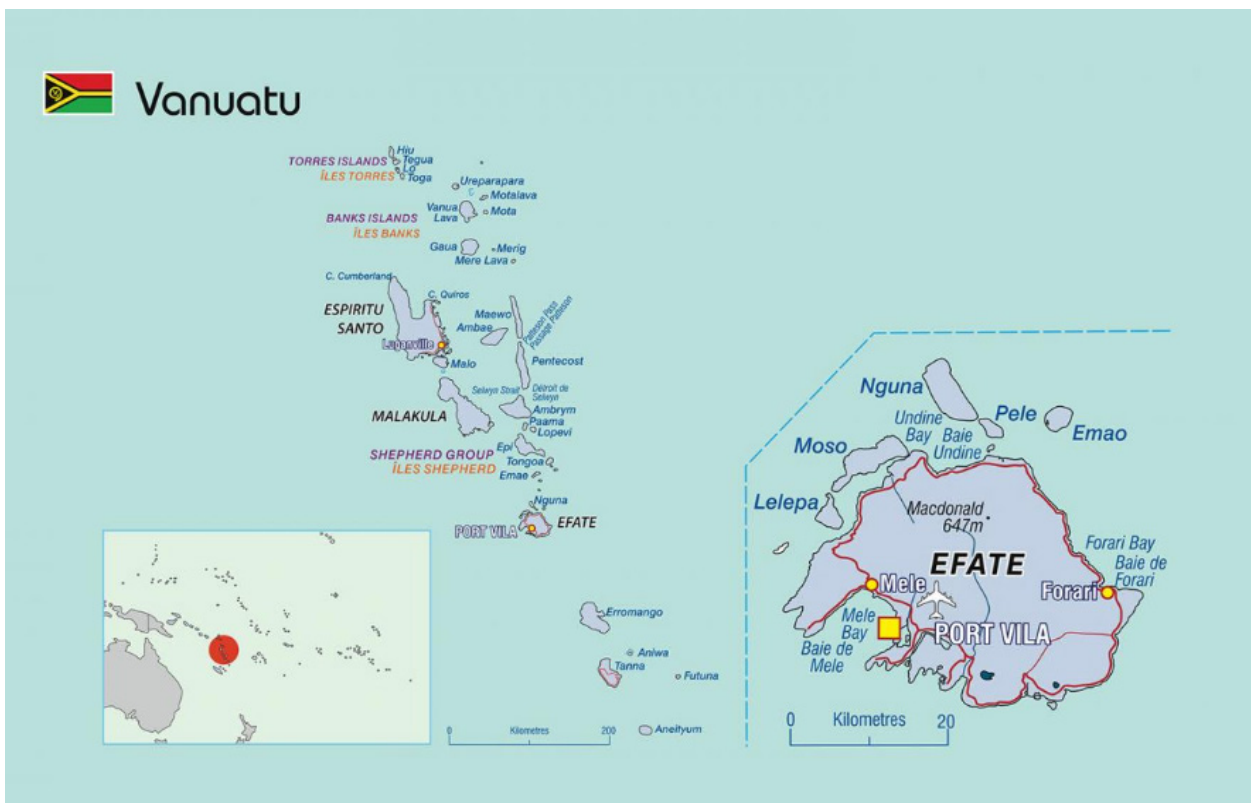 Vanuatu
Hiu
TORRES ISLANDS
Tegua
Lo
ÎLES TORRES
Toga
Ureparapara
Motalava
Vanua
Lava
Mota
BANKS ISLANDS
ÎLES BANKS
Gaua
Merig
Mere Lava
C. Cumberland
C. Quiros
ESPIRITU
SANTO
Maewo
Patteson Pass
Passage Patteson
Ambae
Luganville
Malo
Pentecost
Selwyn Strait
Détroit de
Selwyn
MALAKULA
Ambrym
Paama
Lopevi
Epi
SHEPHERD GROUP
ÎLES SHEPHERD
Tongoa
Emae
Nguna
EFATE
PORT VILA
Erromango
Aniwa
Tanna
Futuna
Aneityum
0 Kilometres 200
Nguna
Undine
Bay
Baie
Undine
Pele
Emao
Moso
Lelepa
Macdonald
647m
Forari Bay
Baie de
Forari
EFATE
Mele
Forari
Mele
Bay
Baie de
Mele
PORT VILA
0 Kilometres 20